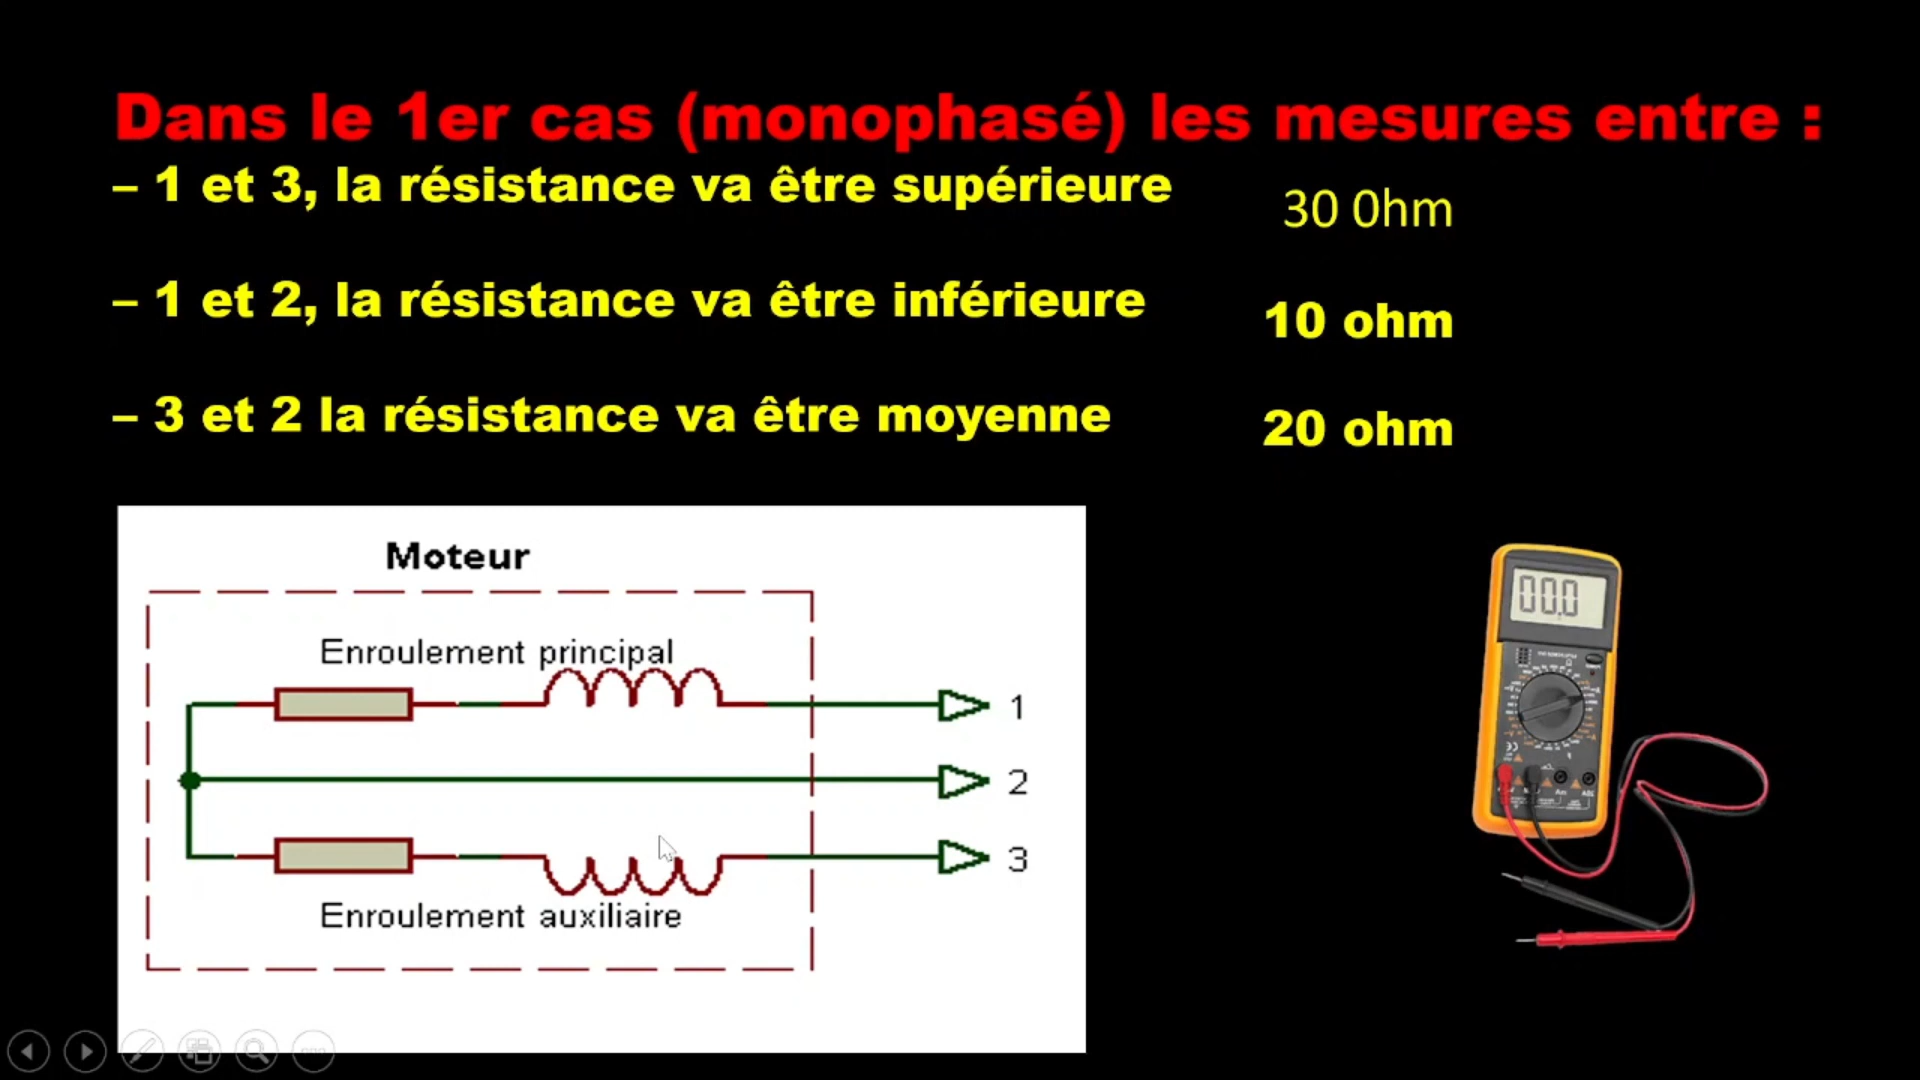 Dans le 1er cas (monophasé) les mesures entre :
– 1 et 3, la résistance va être supérieure
30 Ohm
– 1 et 2, la résistance va être inférieure
10 ohm
– 3 et 2 la résistance va être moyenne
20 ohm
Moteur
Enroulement principal
1
2
3
Enroulement auxiliaire
00.0